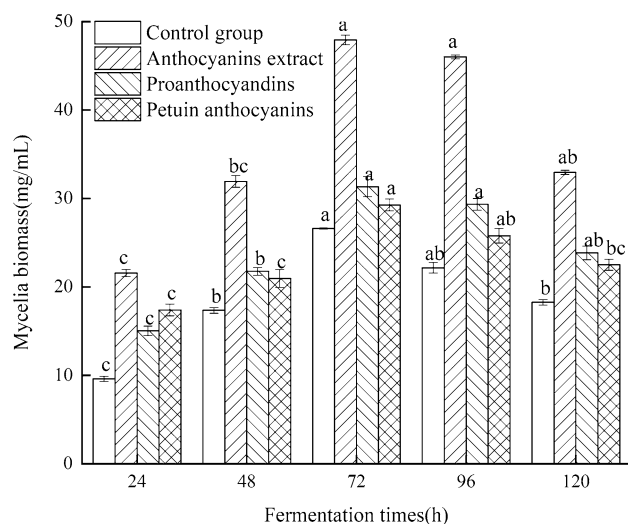 50
40
30
20
10
0
Mycelia biomass(mg/mL)
Control group
Anthocyanins extract
Proanthocyandins
Petuin anthocyanins
c
c
c
c
b
bc
b
c
a
a
a
a
ab
a
a
ab
b
ab
ab
bc
24
48
72
96
120
Fermentation times(h)